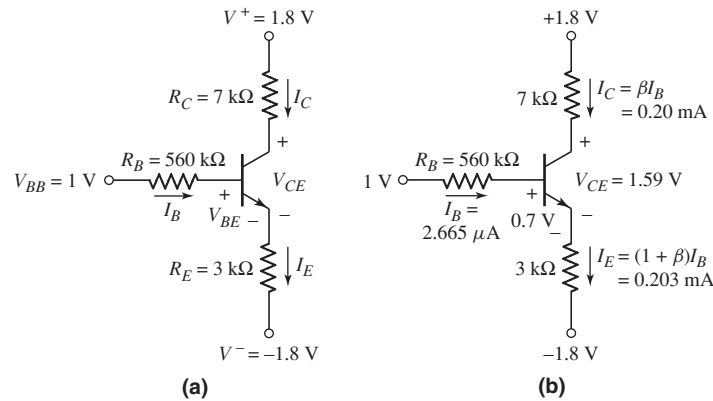 V⁺ = 1.8 V
R_C = 7 kΩ
I_C
+
R_B = 560 kΩ
V_BB = 1 V
V_CE
+
I_B
V_BE –
–
R_E = 3 kΩ
I_E
V⁻ = –1.8 V
(a)
+1.8 V
7 kΩ
I_C = βI_B
= 0.20 mA
+
R_B = 560 kΩ
1 V
V_CE = 1.59 V
+
I_B =
2.665 μA
0.7 V
–
–
3 kΩ
I_E = (1 + β)I_B
= 0.203 mA
–1.8 V
(b)